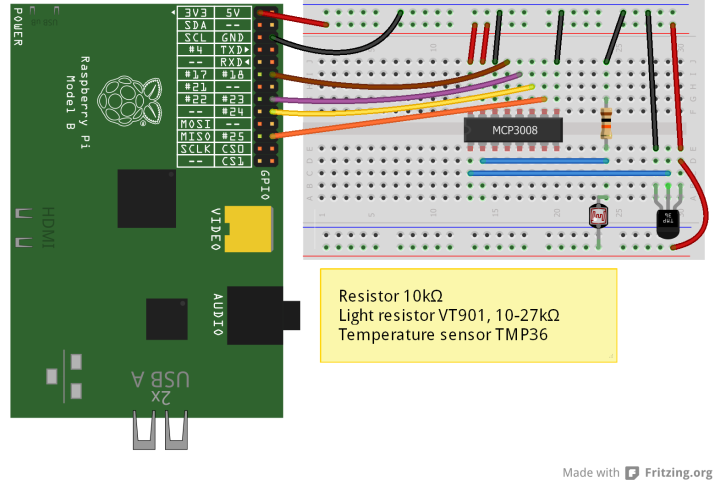 POWER
3V3 5V
SDA --
SCL GND
#4 TXD
-- RXD
#17 #18
#21 --
#22 #23
-- #24
MOSI --
MISO #25
SCLK CS0
-- CS1
GPIO
Raspberry Pi
Model B
HDMI
VIDEO
AUDIO
2x
USB A
MCP3008
TMP
36
Resistor 10kΩ
Light resistor VT901, 10-27kΩ
Temperature sensor TMP36
Made with Fritzing.org